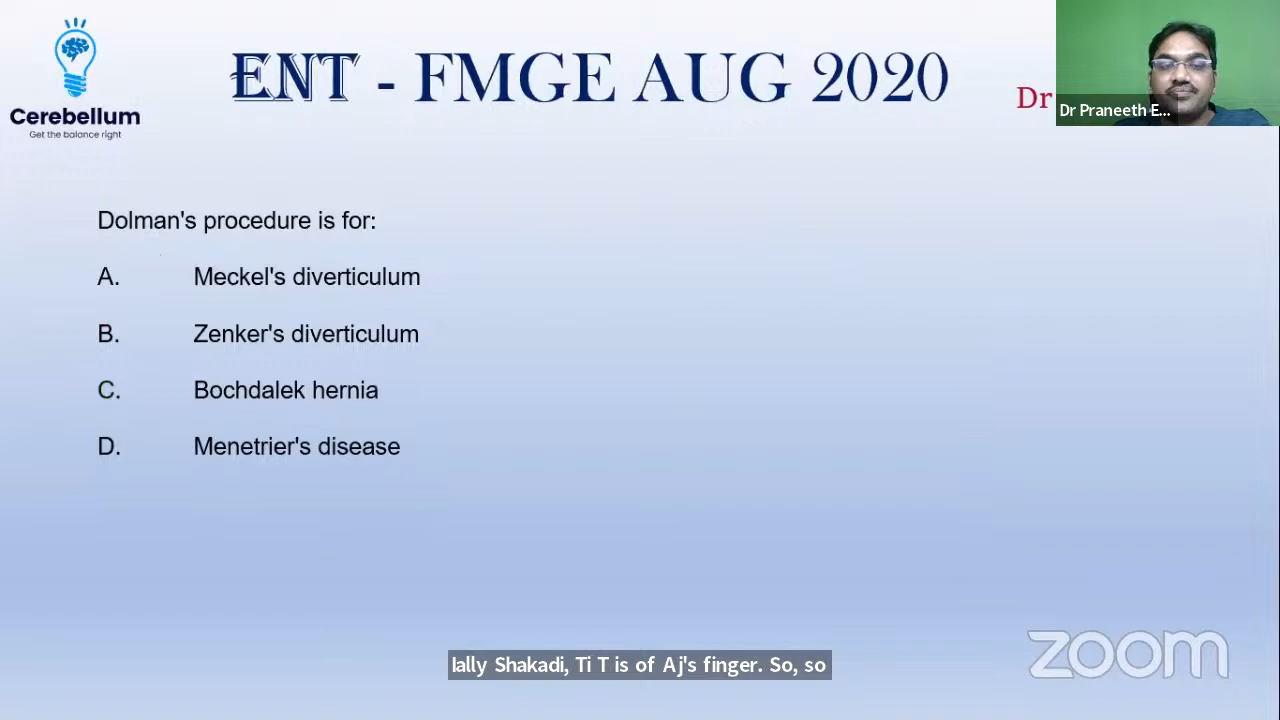 ENT - FMGE AUG 2020
Cerebellum
Get the balance right
Dr
Dr Praneeth E...
Dolman's procedure is for:
A. Meckel's diverticulum
B. Zenker's diverticulum
C. Bochdalek hernia
D. Menetrier's disease
lally Shakadi, Ti T is of Aj's finger. So, so
zoom